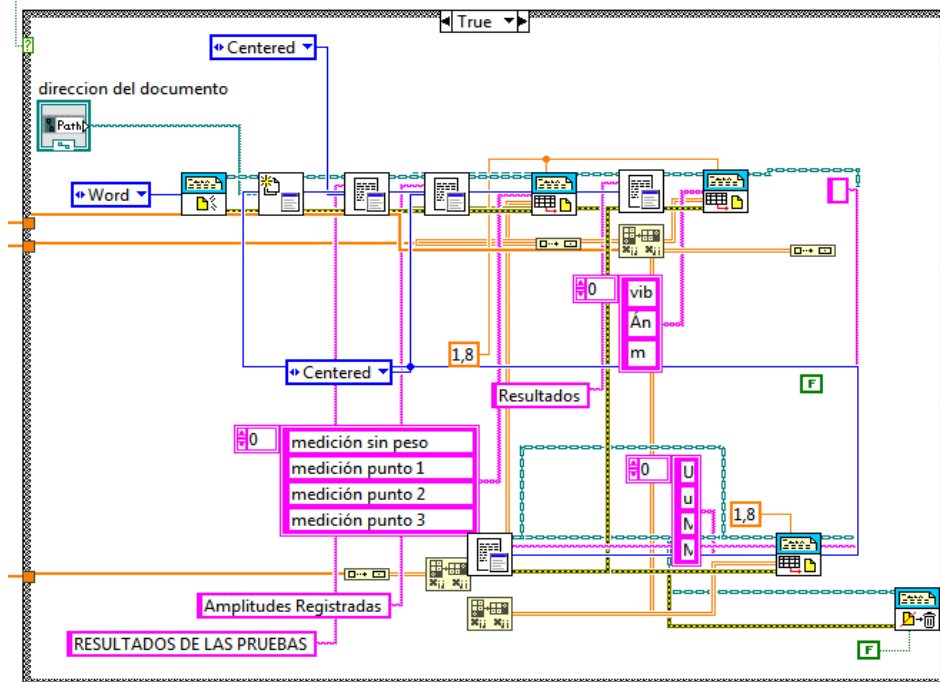 True
Centered
direccion del documento
Path
Word
0
vib
Án
m
1,8
Centered
Resultados
F
0
medición sin peso
medición punto 1
medición punto 2
medición punto 3
0
U
u
M
M
1,8
Amplitudes Registradas
RESULTADOS DE LAS PRUEBAS
F